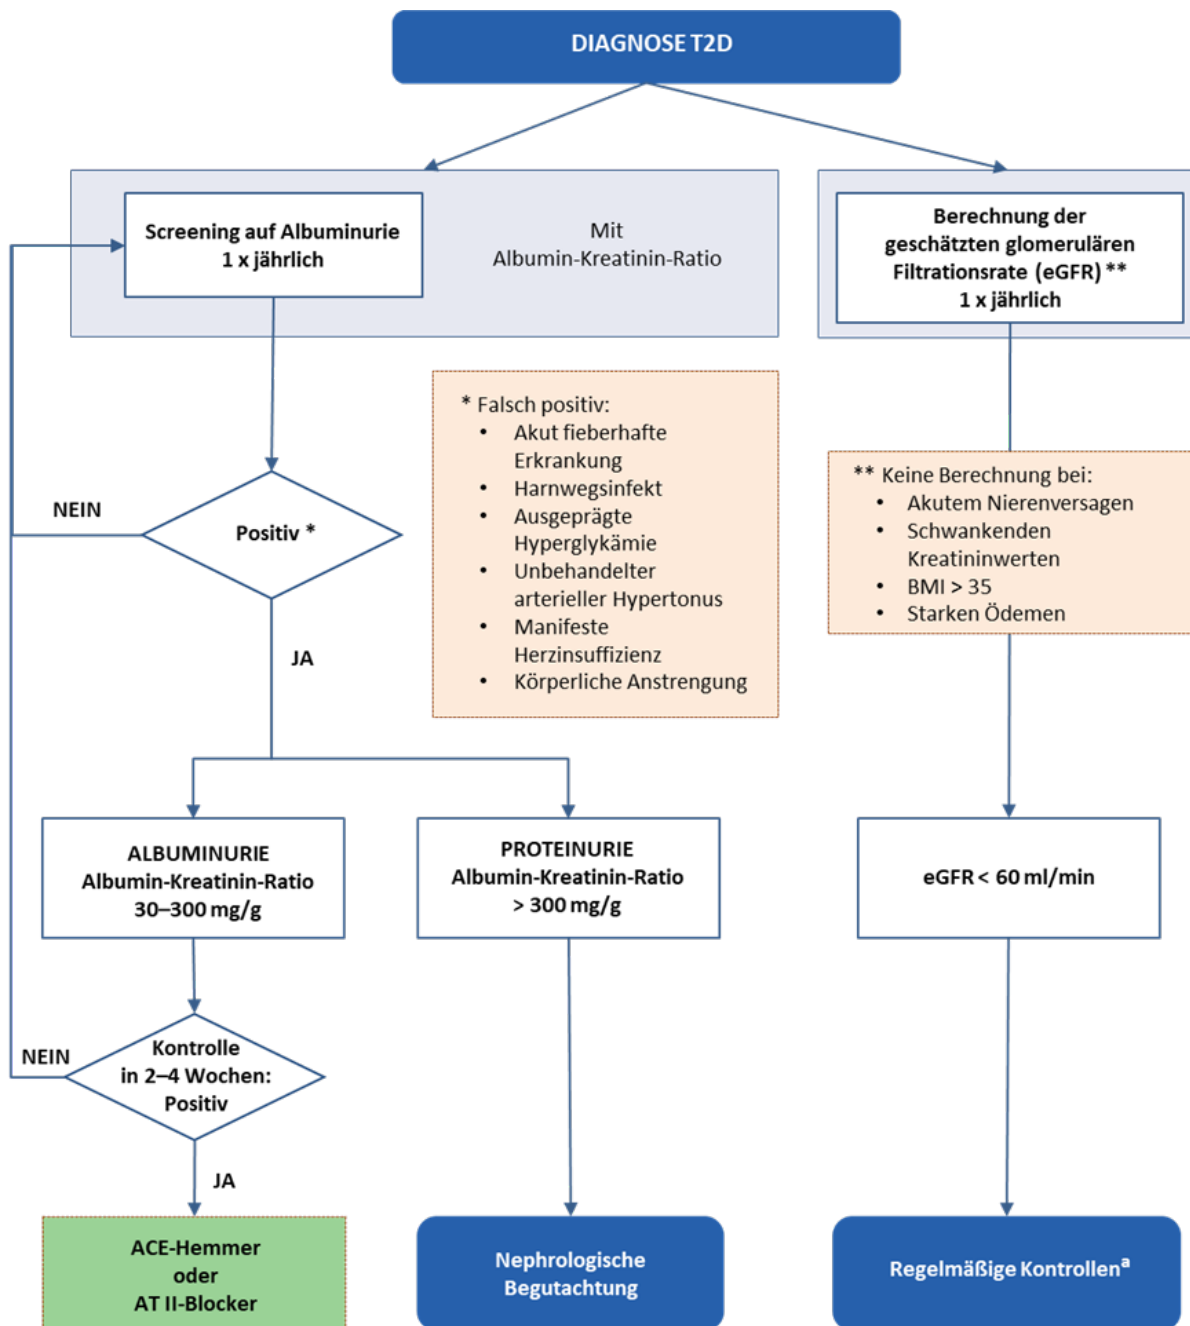 DIAGNOSE T2D
Screening auf Albuminurie
1 x jährlich
Mit
Albumin-Kreatinin-Ratio
Berechnung der
geschätzten glomerulären
Filtrationsrate (eGFR) **
1 x jährlich
* Falsch positiv:
• Akut fieberhafte
Erkrankung
• Harnwegsinfekt
• Ausgeprägte
Hyperglykämie
• Unbehandelter
arterieller Hypertonus
• Manifeste
Herzinsuffizienz
• Körperliche Anstrengung
** Keine Berechnung bei:
• Akutem Nierenversagen
• Schwankenden
Kreatininwerten
• BMI > 35
• Starken Ödemen
NEIN
Positiv *
JA
ALBUMINURIE
Albumin-Kreatinin-Ratio
30–300 mg/g
PROTEINURIE
Albumin-Kreatinin-Ratio
> 300 mg/g
eGFR < 60 ml/min
NEIN
Kontrolle
in 2–4 Wochen:
Positiv
JA
ACE-Hemmer
oder
AT II-Blocker
Nephrologische
Begutachtung
Regelmäßige Kontrollenᵃ